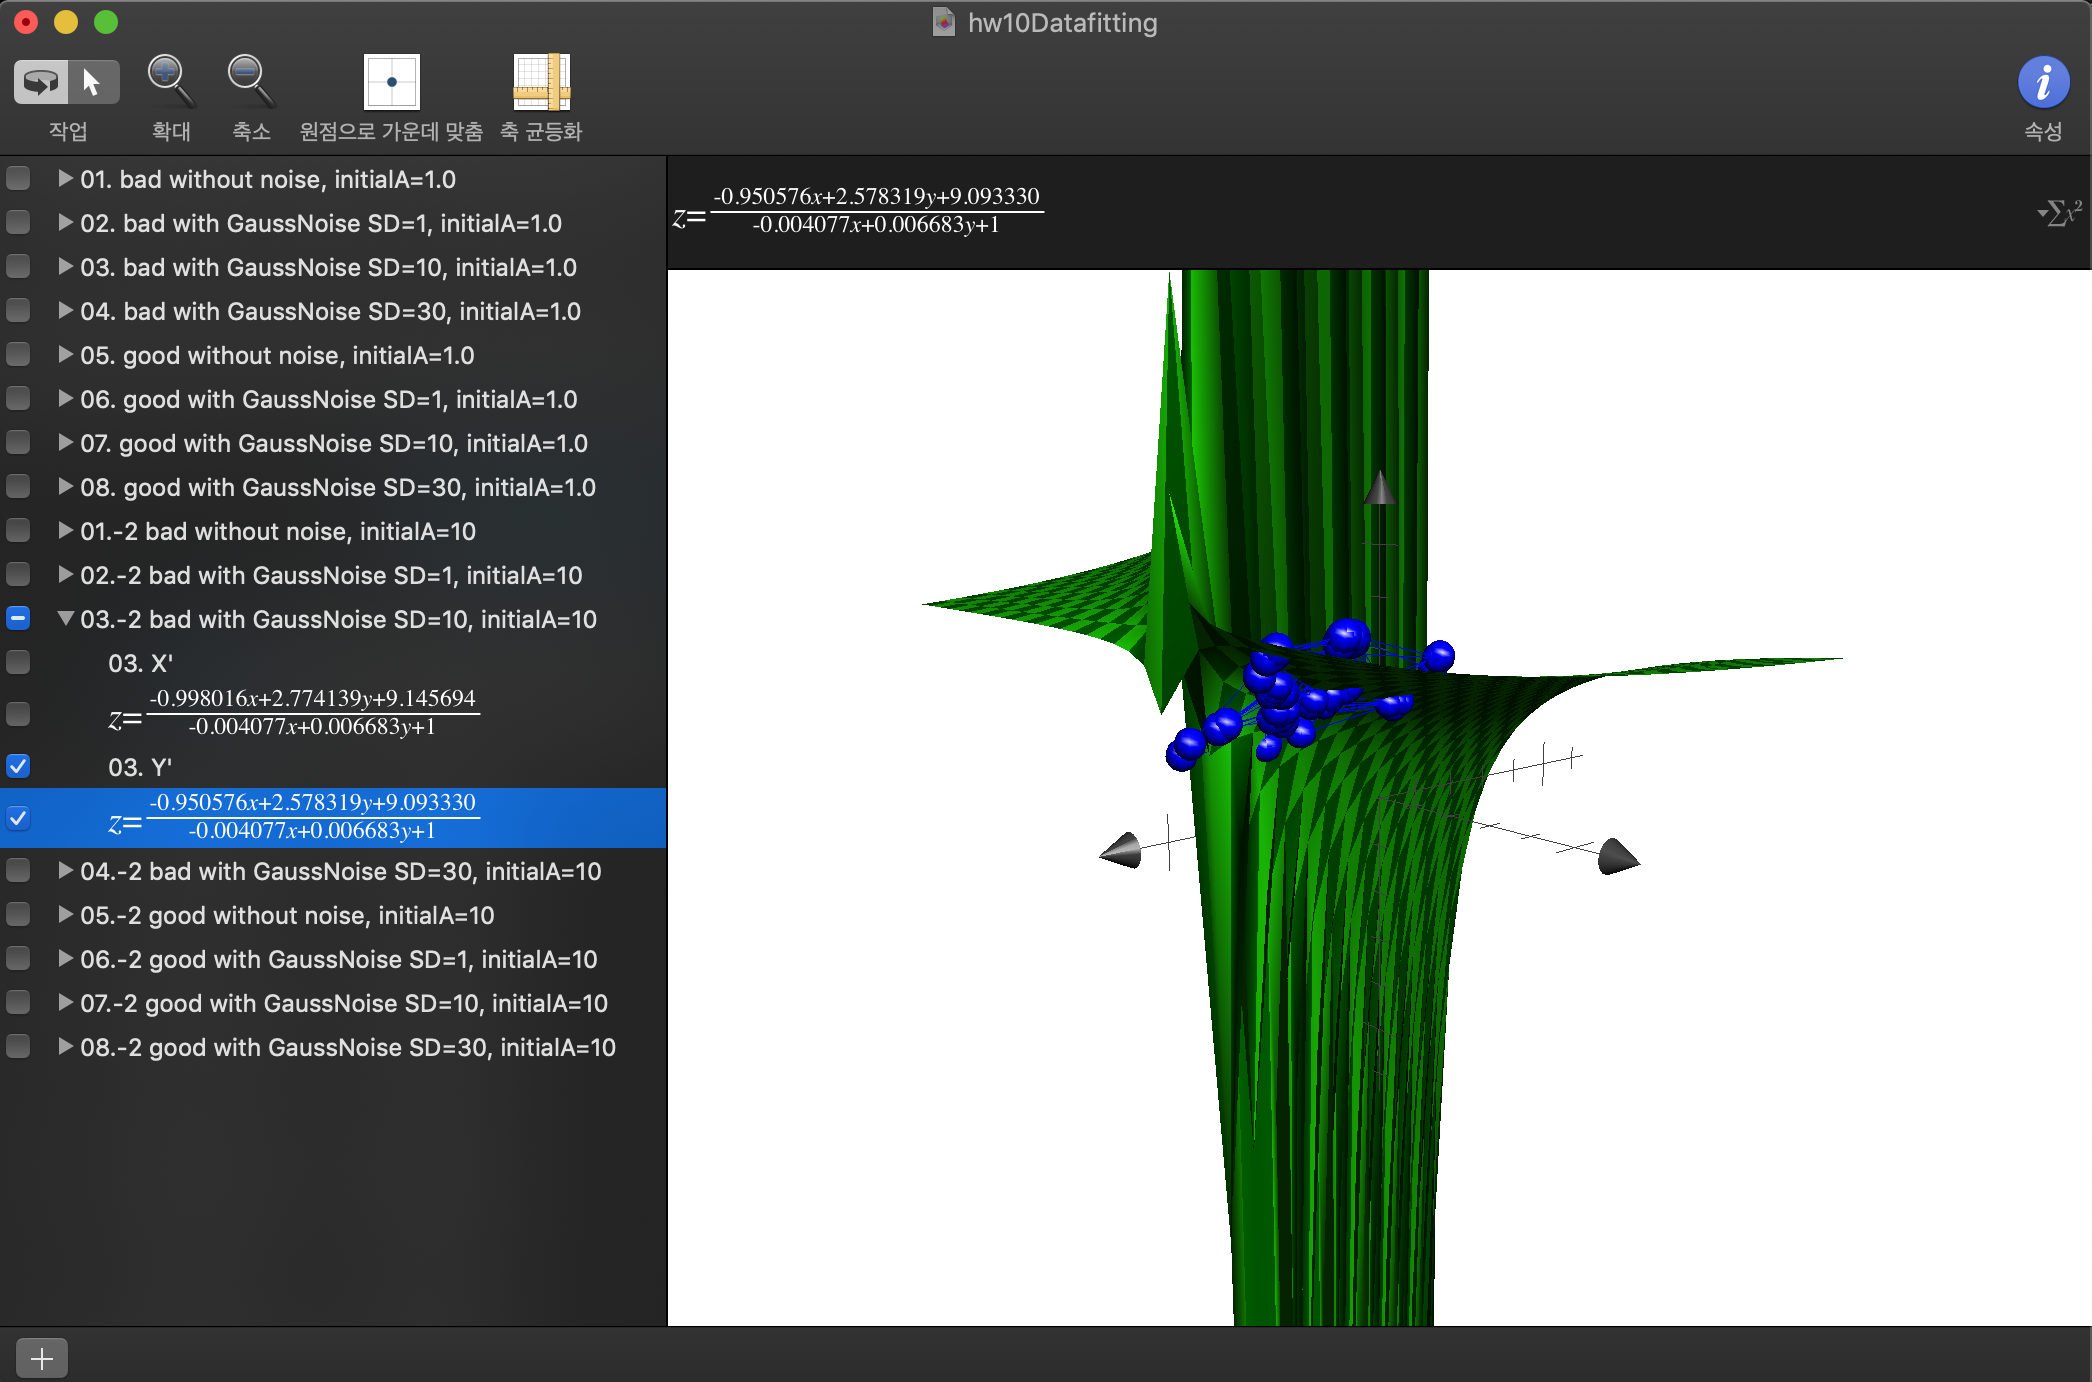 hw10Datafitting
작업 확대 축소 원점으로 가운데 맞춤 축 균등화 속성
01. bad without noise, initialA=1.0
02. bad with GaussNoise SD=1, initialA=1.0
03. bad with GaussNoise SD=10, initialA=1.0
04. bad with GaussNoise SD=30, initialA=1.0
05. good without noise, initialA=1.0
06. good with GaussNoise SD=1, initialA=1.0
07. good with GaussNoise SD=10, initialA=1.0
08. good with GaussNoise SD=30, initialA=1.0
01.-2 bad without noise, initialA=10
02.-2 bad with GaussNoise SD=1, initialA=10
03.-2 bad with GaussNoise SD=10, initialA=10
03. X'
-0.998016x+2.774139y+9.145694
z=
-0.004077x+0.006683y+1
03. Y'
-0.950576x+2.578319y+9.093330
z=
-0.004077x+0.006683y+1
04.-2 bad with GaussNoise SD=30, initialA=10
05.-2 good without noise, initialA=10
06.-2 good with GaussNoise SD=1, initialA=10
07.-2 good with GaussNoise SD=10, initialA=10
08.-2 good with GaussNoise SD=30, initialA=10
-0.950576x+2.578319y+9.093330
z=
-0.004077x+0.006683y+1
Σx²